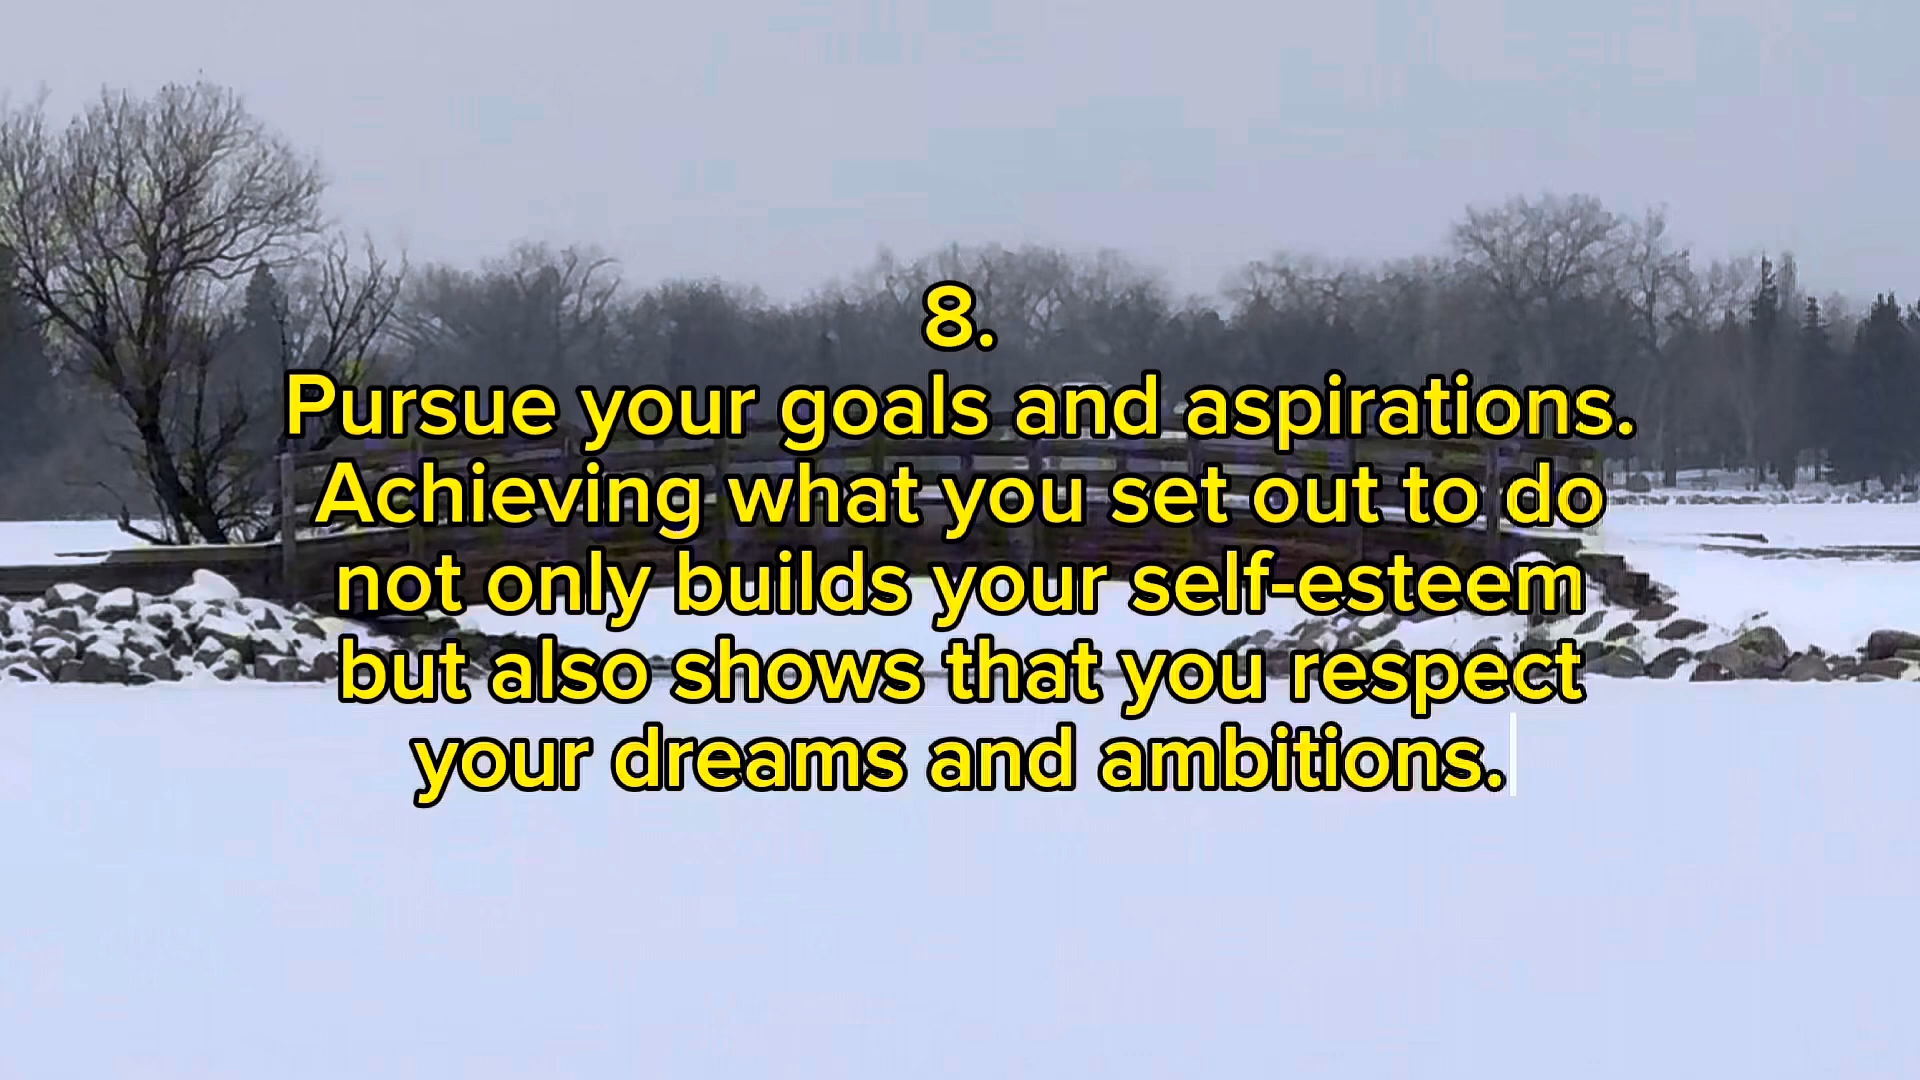 8.
Pursue your goals and aspirations.
Achieving what you set out to do
not only builds your self-esteem
but also shows that you respect
your dreams and ambitions.